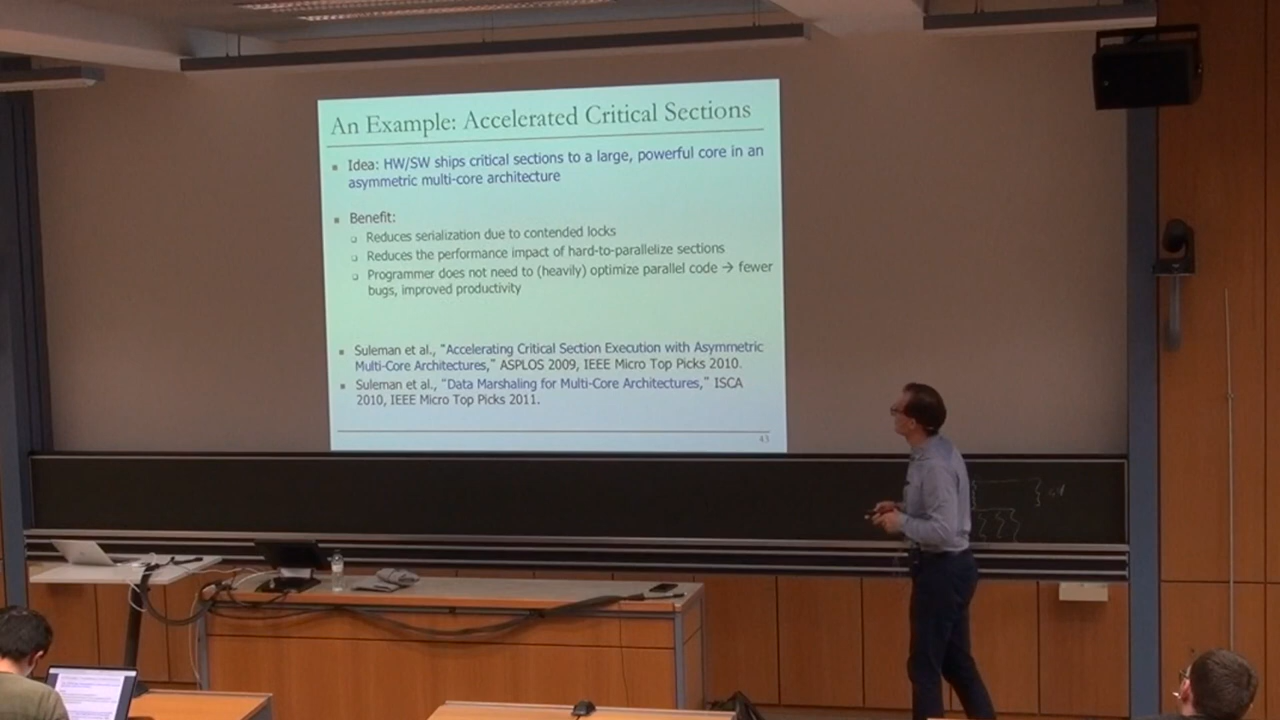 An Example: Accelerated Critical Sections
Idea: HW/SW ships critical sections to a large, powerful core in an
asymmetric multi-core architecture
Benefit:
Reduces serialization due to contended locks
Reduces the performance impact of hard-to-parallelize sections
Programmer does not need to (heavily) optimize parallel code → fewer
bugs, improved productivity
Suleman et al., "Accelerating Critical Section Execution with Asymmetric
Multi-Core Architectures," ASPLOS 2009, IEEE Micro Top Picks 2010.
Suleman et al., "Data Marshaling for Multi-Core Architectures," ISCA
2010, IEEE Micro Top Picks 2011.
43